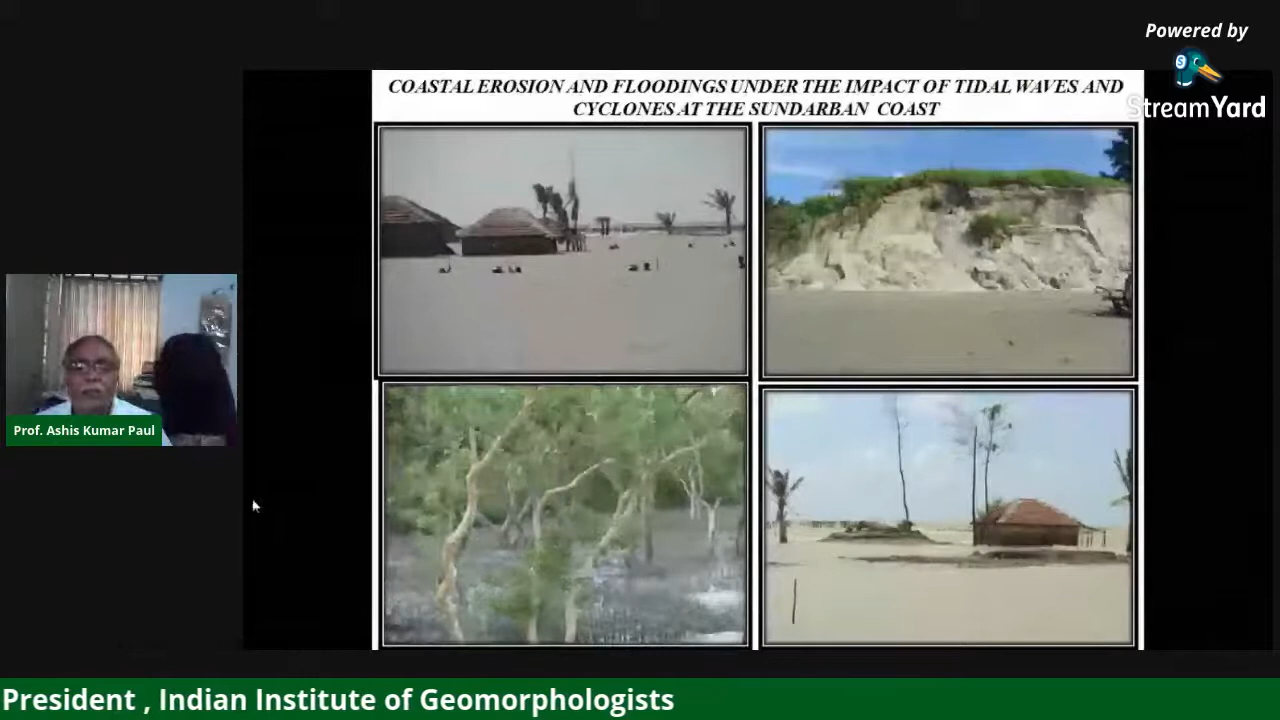 Powered by
StreamYard
COASTAL EROSION AND FLOODINGS UNDER THE IMPACT OF TIDAL WAVES AND
CYCLONES AT THE SUNDARBAN COAST
Prof. Ashis Kumar Paul
President , Indian Institute of Geomorphologists